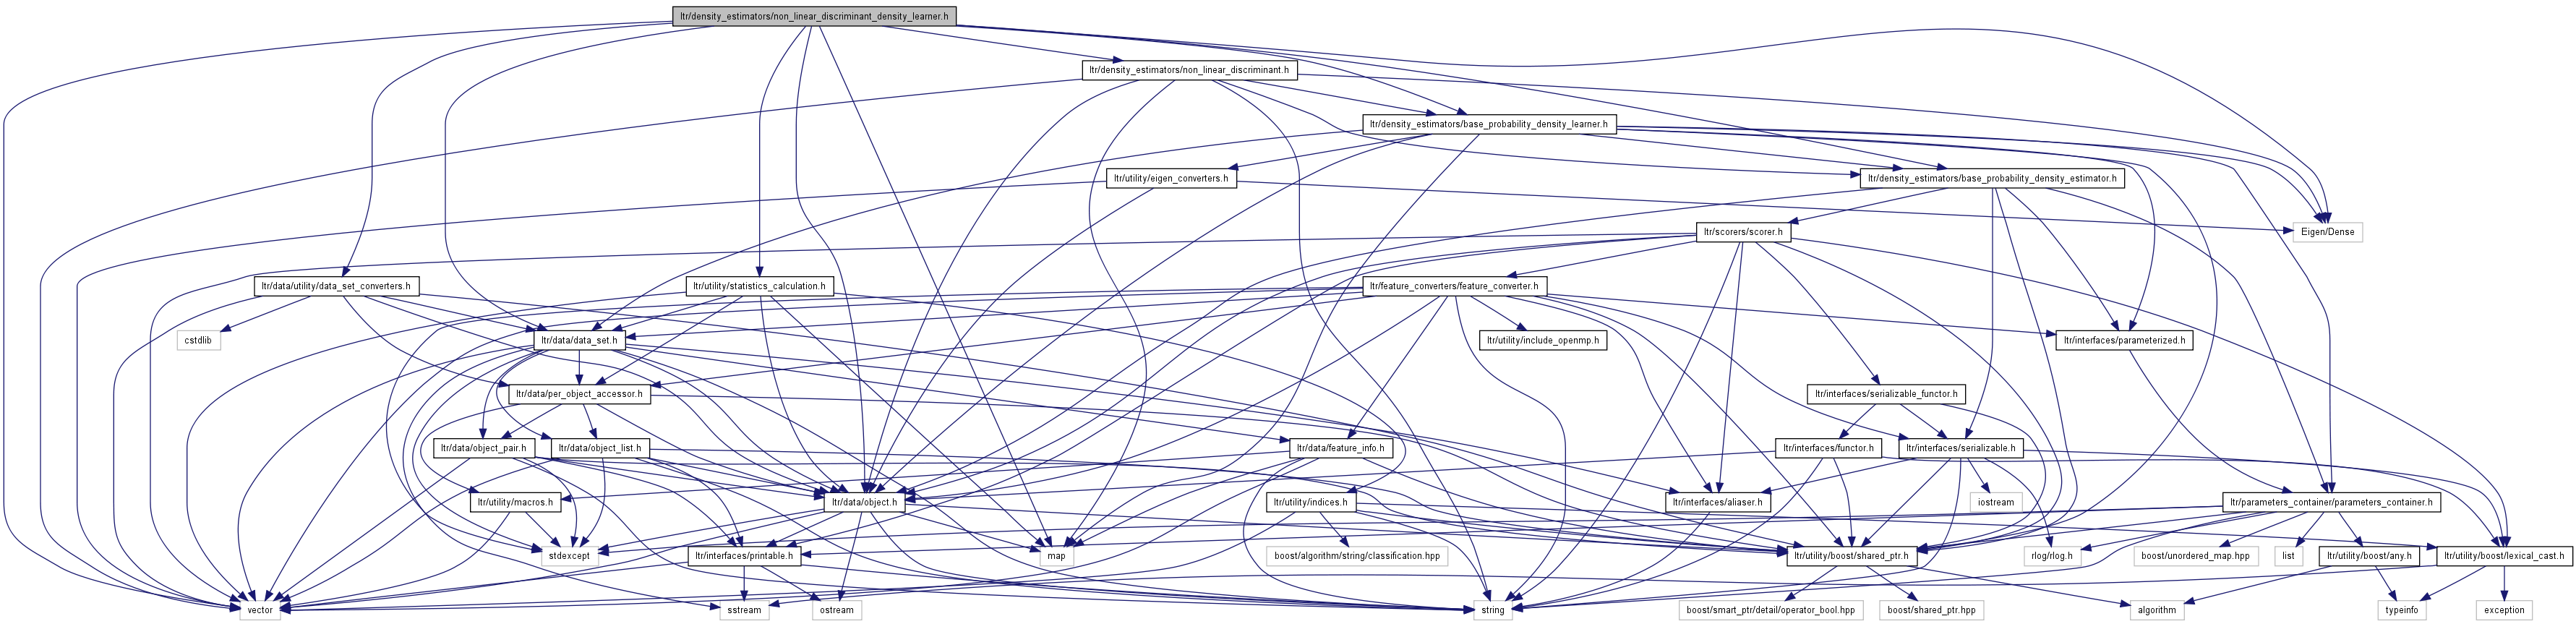 ltr/density_estimators/non_linear_discriminant_density_learner.h
ltr/density_estimators/non_linear_discriminant.h
ltr/density_estimators/base_probability_density_learner.h
ltr/utility/eigen_converters.h
ltr/density_estimators/base_probability_density_estimator.h
ltr/scorers/scorer.h
Eigen/Dense
ltr/data/utility/data_set_converters.h
ltr/utility/statistics_calculation.h
ltr/feature_converters/feature_converter.h
cstdlib
ltr/data/data_set.h
ltr/utility/include_openmp.h
ltr/interfaces/parameterized.h
ltr/data/per_object_accessor.h
ltr/interfaces/serializable_functor.h
ltr/data/object_pair.h
ltr/data/object_list.h
ltr/data/feature_info.h
ltr/interfaces/functor.h
ltr/interfaces/serializable.h
ltr/utility/macros.h
ltr/data/object.h
ltr/utility/indices.h
ltr/interfaces/aliaser.h
iostream
ltr/parameters_container/parameters_container.h
stdexcept
ltr/interfaces/printable.h
map
boost/algorithm/string/classification.hpp
ltr/utility/boost/shared_ptr.h
rlog/rlog.h
boost/unordered_map.hpp
list
ltr/utility/boost/any.h
ltr/utility/boost/lexical_cast.h
vector
sstream
ostream
string
boost/smart_ptr/detail/operator_bool.hpp
boost/shared_ptr.hpp
algorithm
typeinfo
exception